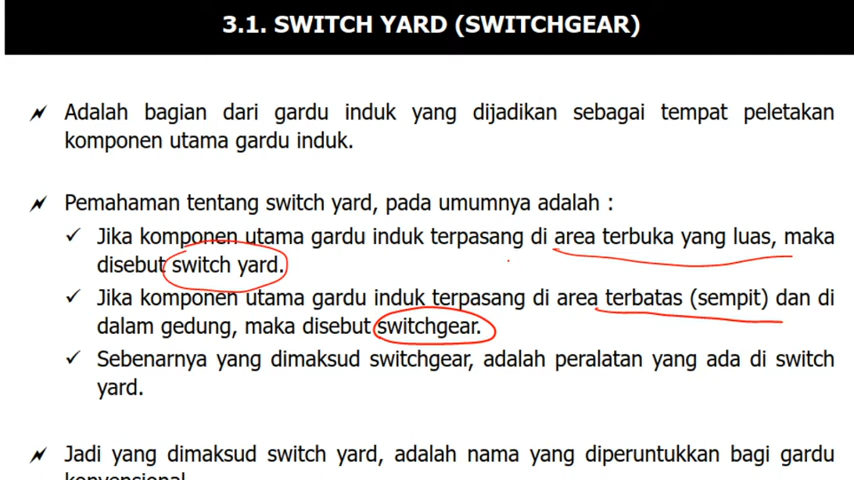 3.1. SWITCH YARD (SWITCHGEAR)
Adalah bagian dari gardu induk yang dijadikan sebagai tempat peletakan
komponen utama gardu induk.
Pemahaman tentang switch yard, pada umumnya adalah :
Jika komponen utama gardu induk terpasang di area terbuka yang luas, maka
disebut switch yard.
Jika komponen utama gardu induk terpasang di area terbatas (sempit) dan di
dalam gedung, maka disebut switchgear.
Sebenarnya yang dimaksud switchgear, adalah peralatan yang ada di switch
yard.
Jadi yang dimaksud switch yard, adalah nama yang diperuntukkan bagi gardu
konvensional